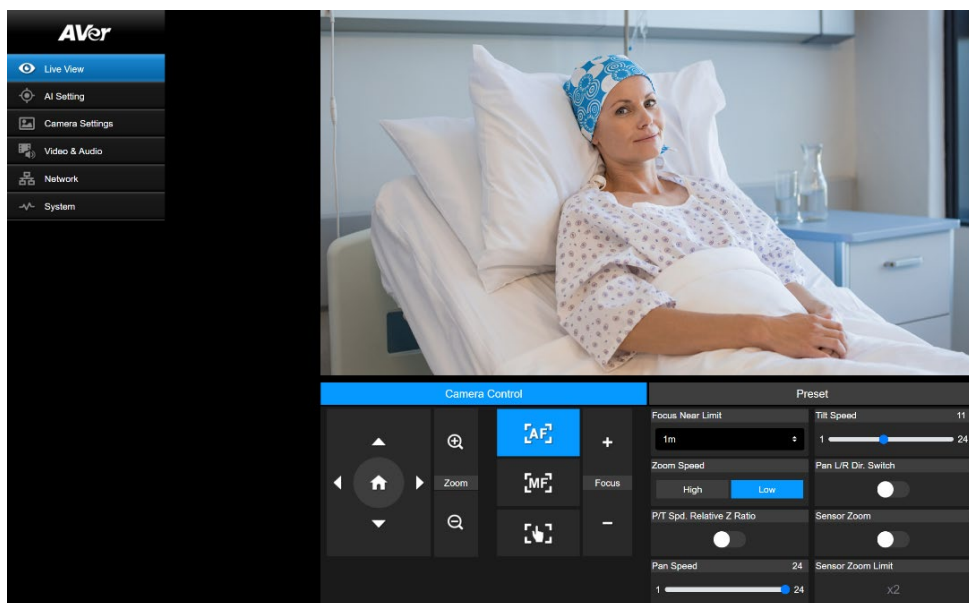 AVer
Live View
AI Setting
Camera Settings
Video & Audio
Network
System
Camera Control
Preset
Zoom
AF
MF
Focus
+
−
Focus Near Limit
1m
Tilt Speed 11
1 24
Zoom Speed
High Low
Pan L/R Dir. Switch
P/T Spd. Relative Z Ratio
Sensor Zoom
Pan Speed 24
1 24
Sensor Zoom Limit
x2